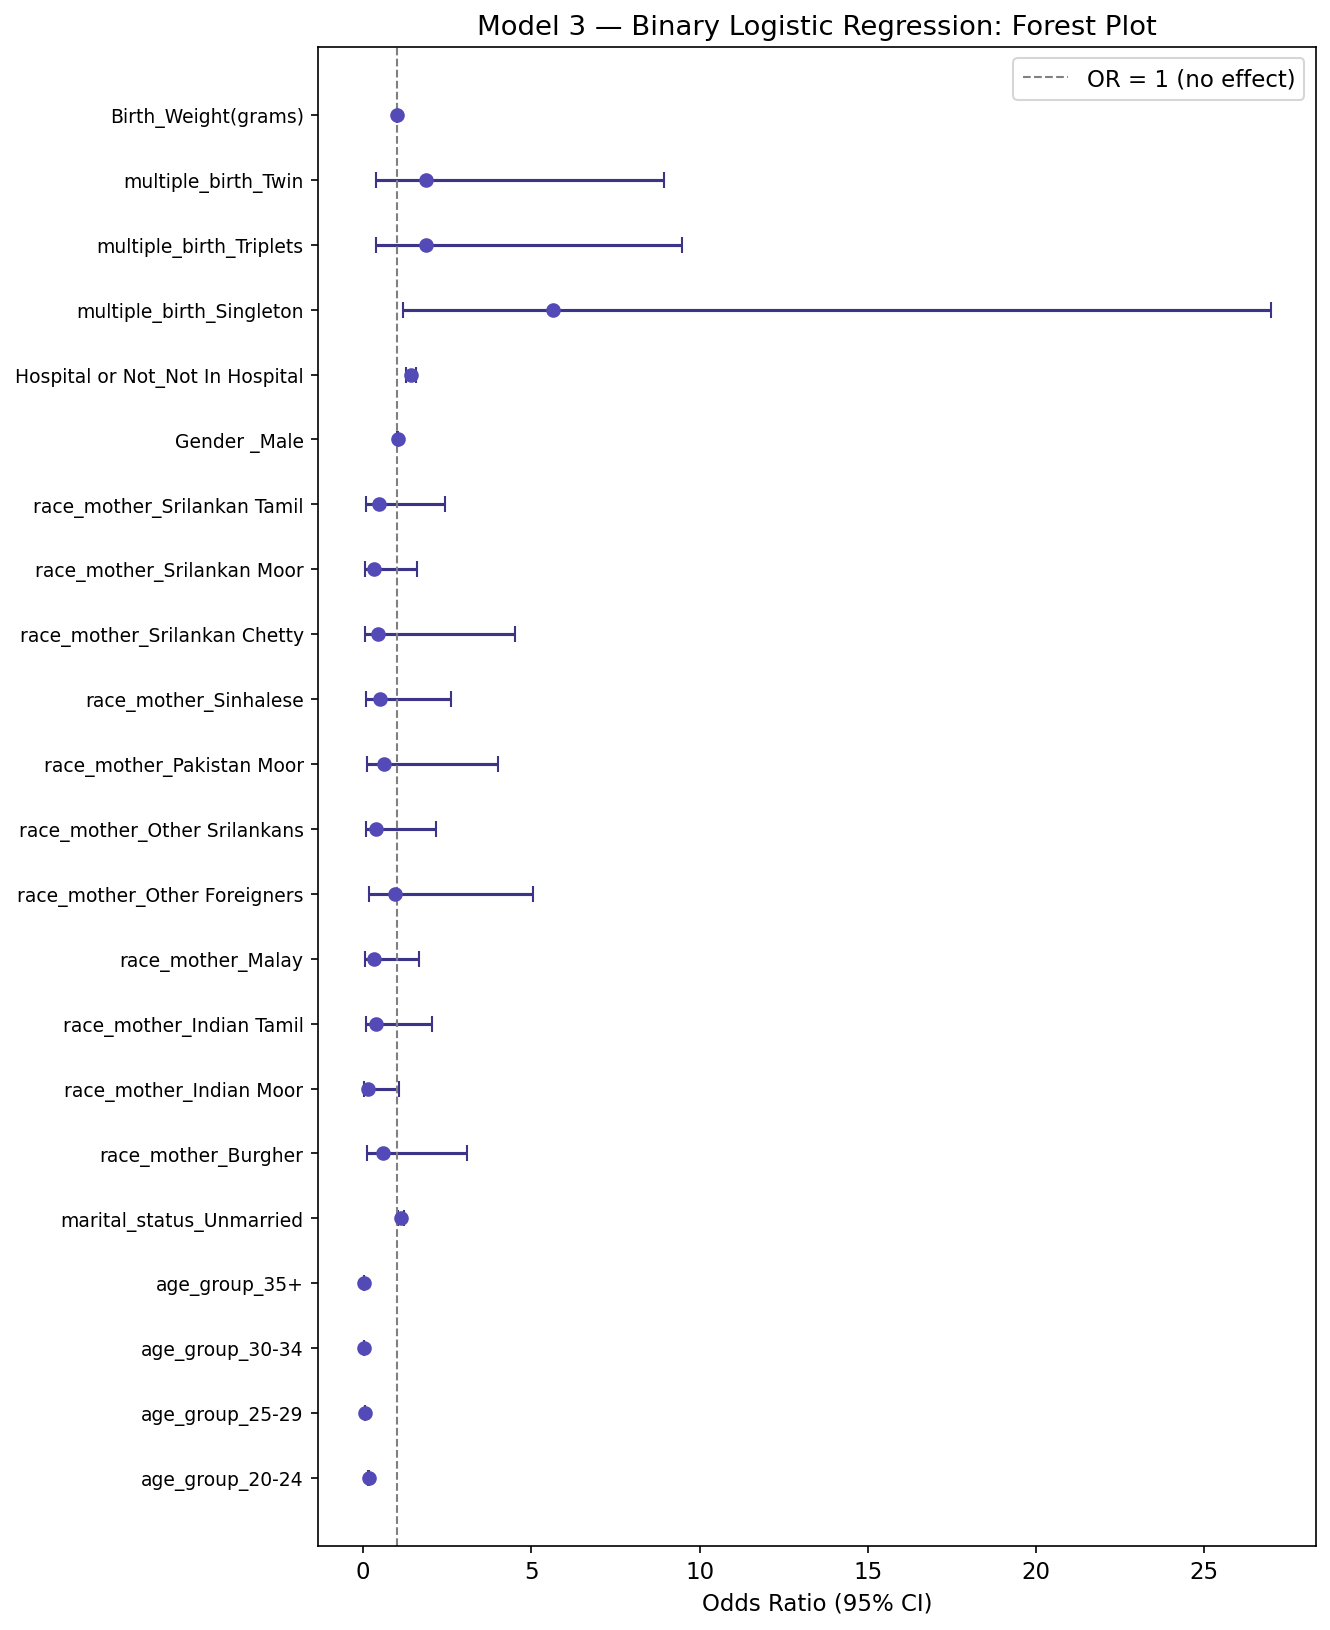 Model 3 — Binary Logistic Regression: Forest Plot
OR = 1 (no effect)
Birth_Weight(grams)
multiple_birth_Twin
multiple_birth_Triplets
multiple_birth_Singleton
Hospital or Not_Not In Hospital
Gender _Male
race_mother_Srilankan Tamil
race_mother_Srilankan Moor
race_mother_Srilankan Chetty
race_mother_Sinhalese
race_mother_Pakistan Moor
race_mother_Other Srilankans
race_mother_Other Foreigners
race_mother_Malay
race_mother_Indian Tamil
race_mother_Indian Moor
race_mother_Burgher
marital_status_Unmarried
age_group_35+
age_group_30-34
age_group_25-29
age_group_20-24
0 5 10 15 20 25
Odds Ratio (95% CI)